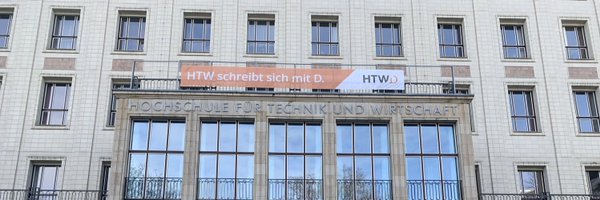 HTW schreibt sich mit D. HTWD
HOCHSCHULE FÜR TECHNIK UND WIRTSCHAFT